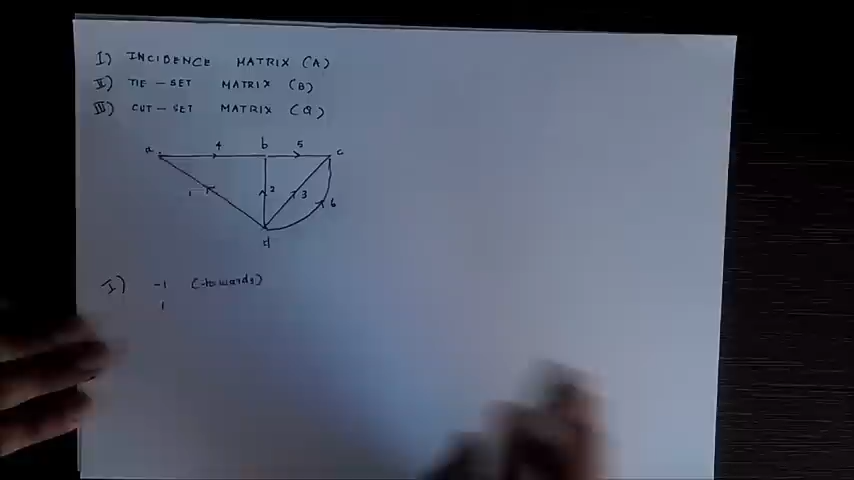 I) INCIDENCE MATRIX (A)
II) TIE-SET MATRIX (B)
III) CUT-SET MATRIX (Q)
a 4 b 5 c
1 2 3 6
d
I) -1 (towards)
1